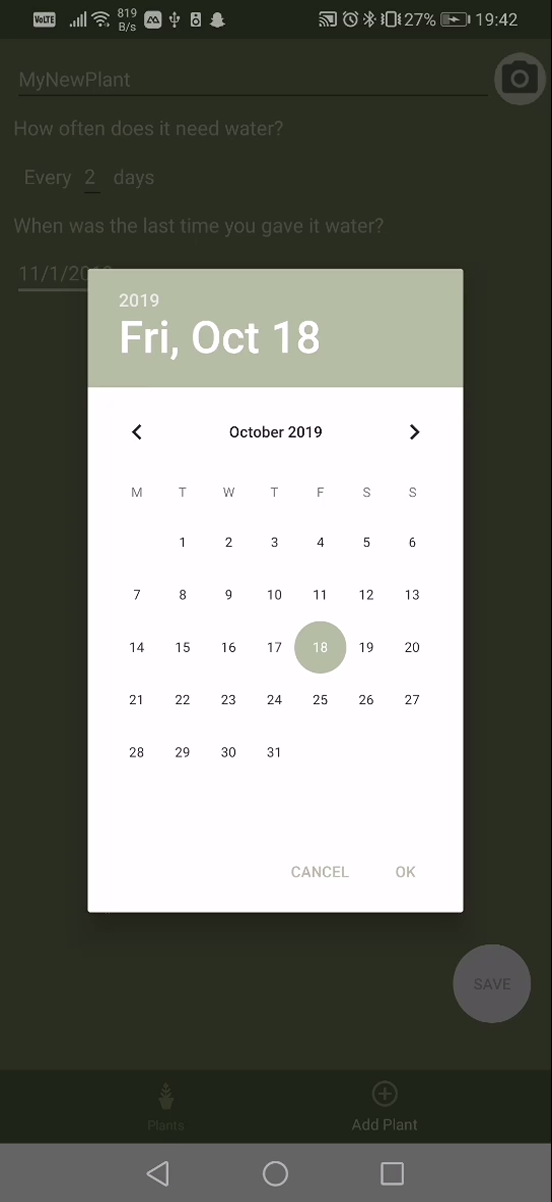 VoLTE 819 B/s 27% 19:42
MyNewPlant
How often does it need water?
Every 2 days
When was the last time you gave it water?
2019
Fri, Oct 18
October 2019
M T W T F S S
1 2 3 4 5 6
7 8 9 10 11 12 13
14 15 16 17 18 19 20
21 22 23 24 25 26 27
28 29 30 31
CANCEL OK
SAVE
Plants Add Plant